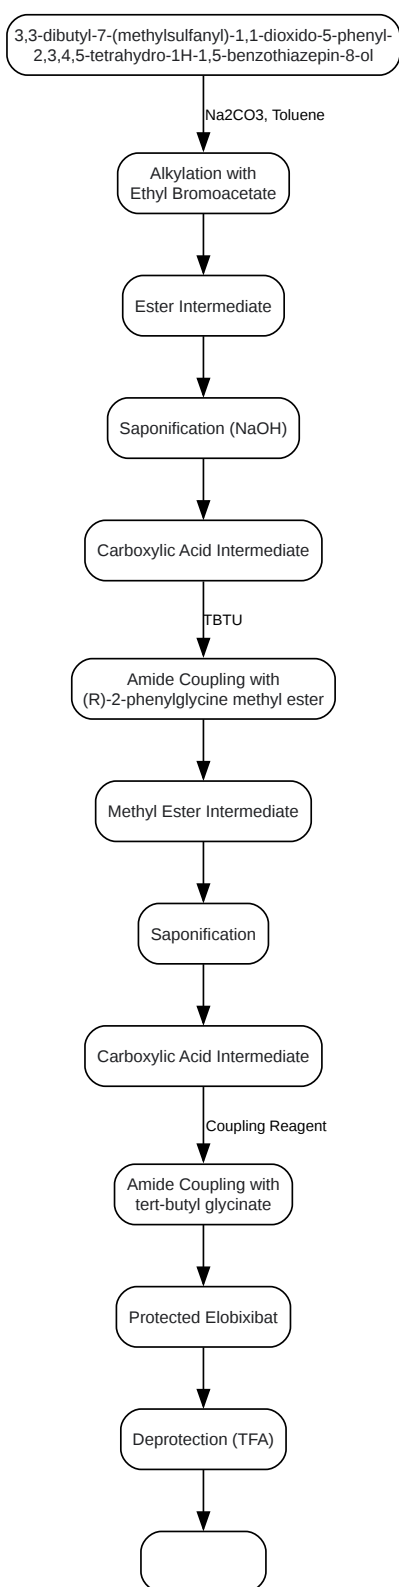 3,3-dibutyl-7-(methylsulfanyl)-1,1-dioxido-5-phenyl-
2,3,4,5-tetrahydro-1H-1,5-benzothiazepin-8-ol
Na2CO3, Toluene
Alkylation with
Ethyl Bromoacetate
Ester Intermediate
Saponification (NaOH)
Carboxylic Acid Intermediate
TBTU
Amide Coupling with
(R)-2-phenylglycine methyl ester
Methyl Ester Intermediate
Saponification
Carboxylic Acid Intermediate
Coupling Reagent
Amide Coupling with
tert-butyl glycinate
Protected Elobixibat
Deprotection (TFA)